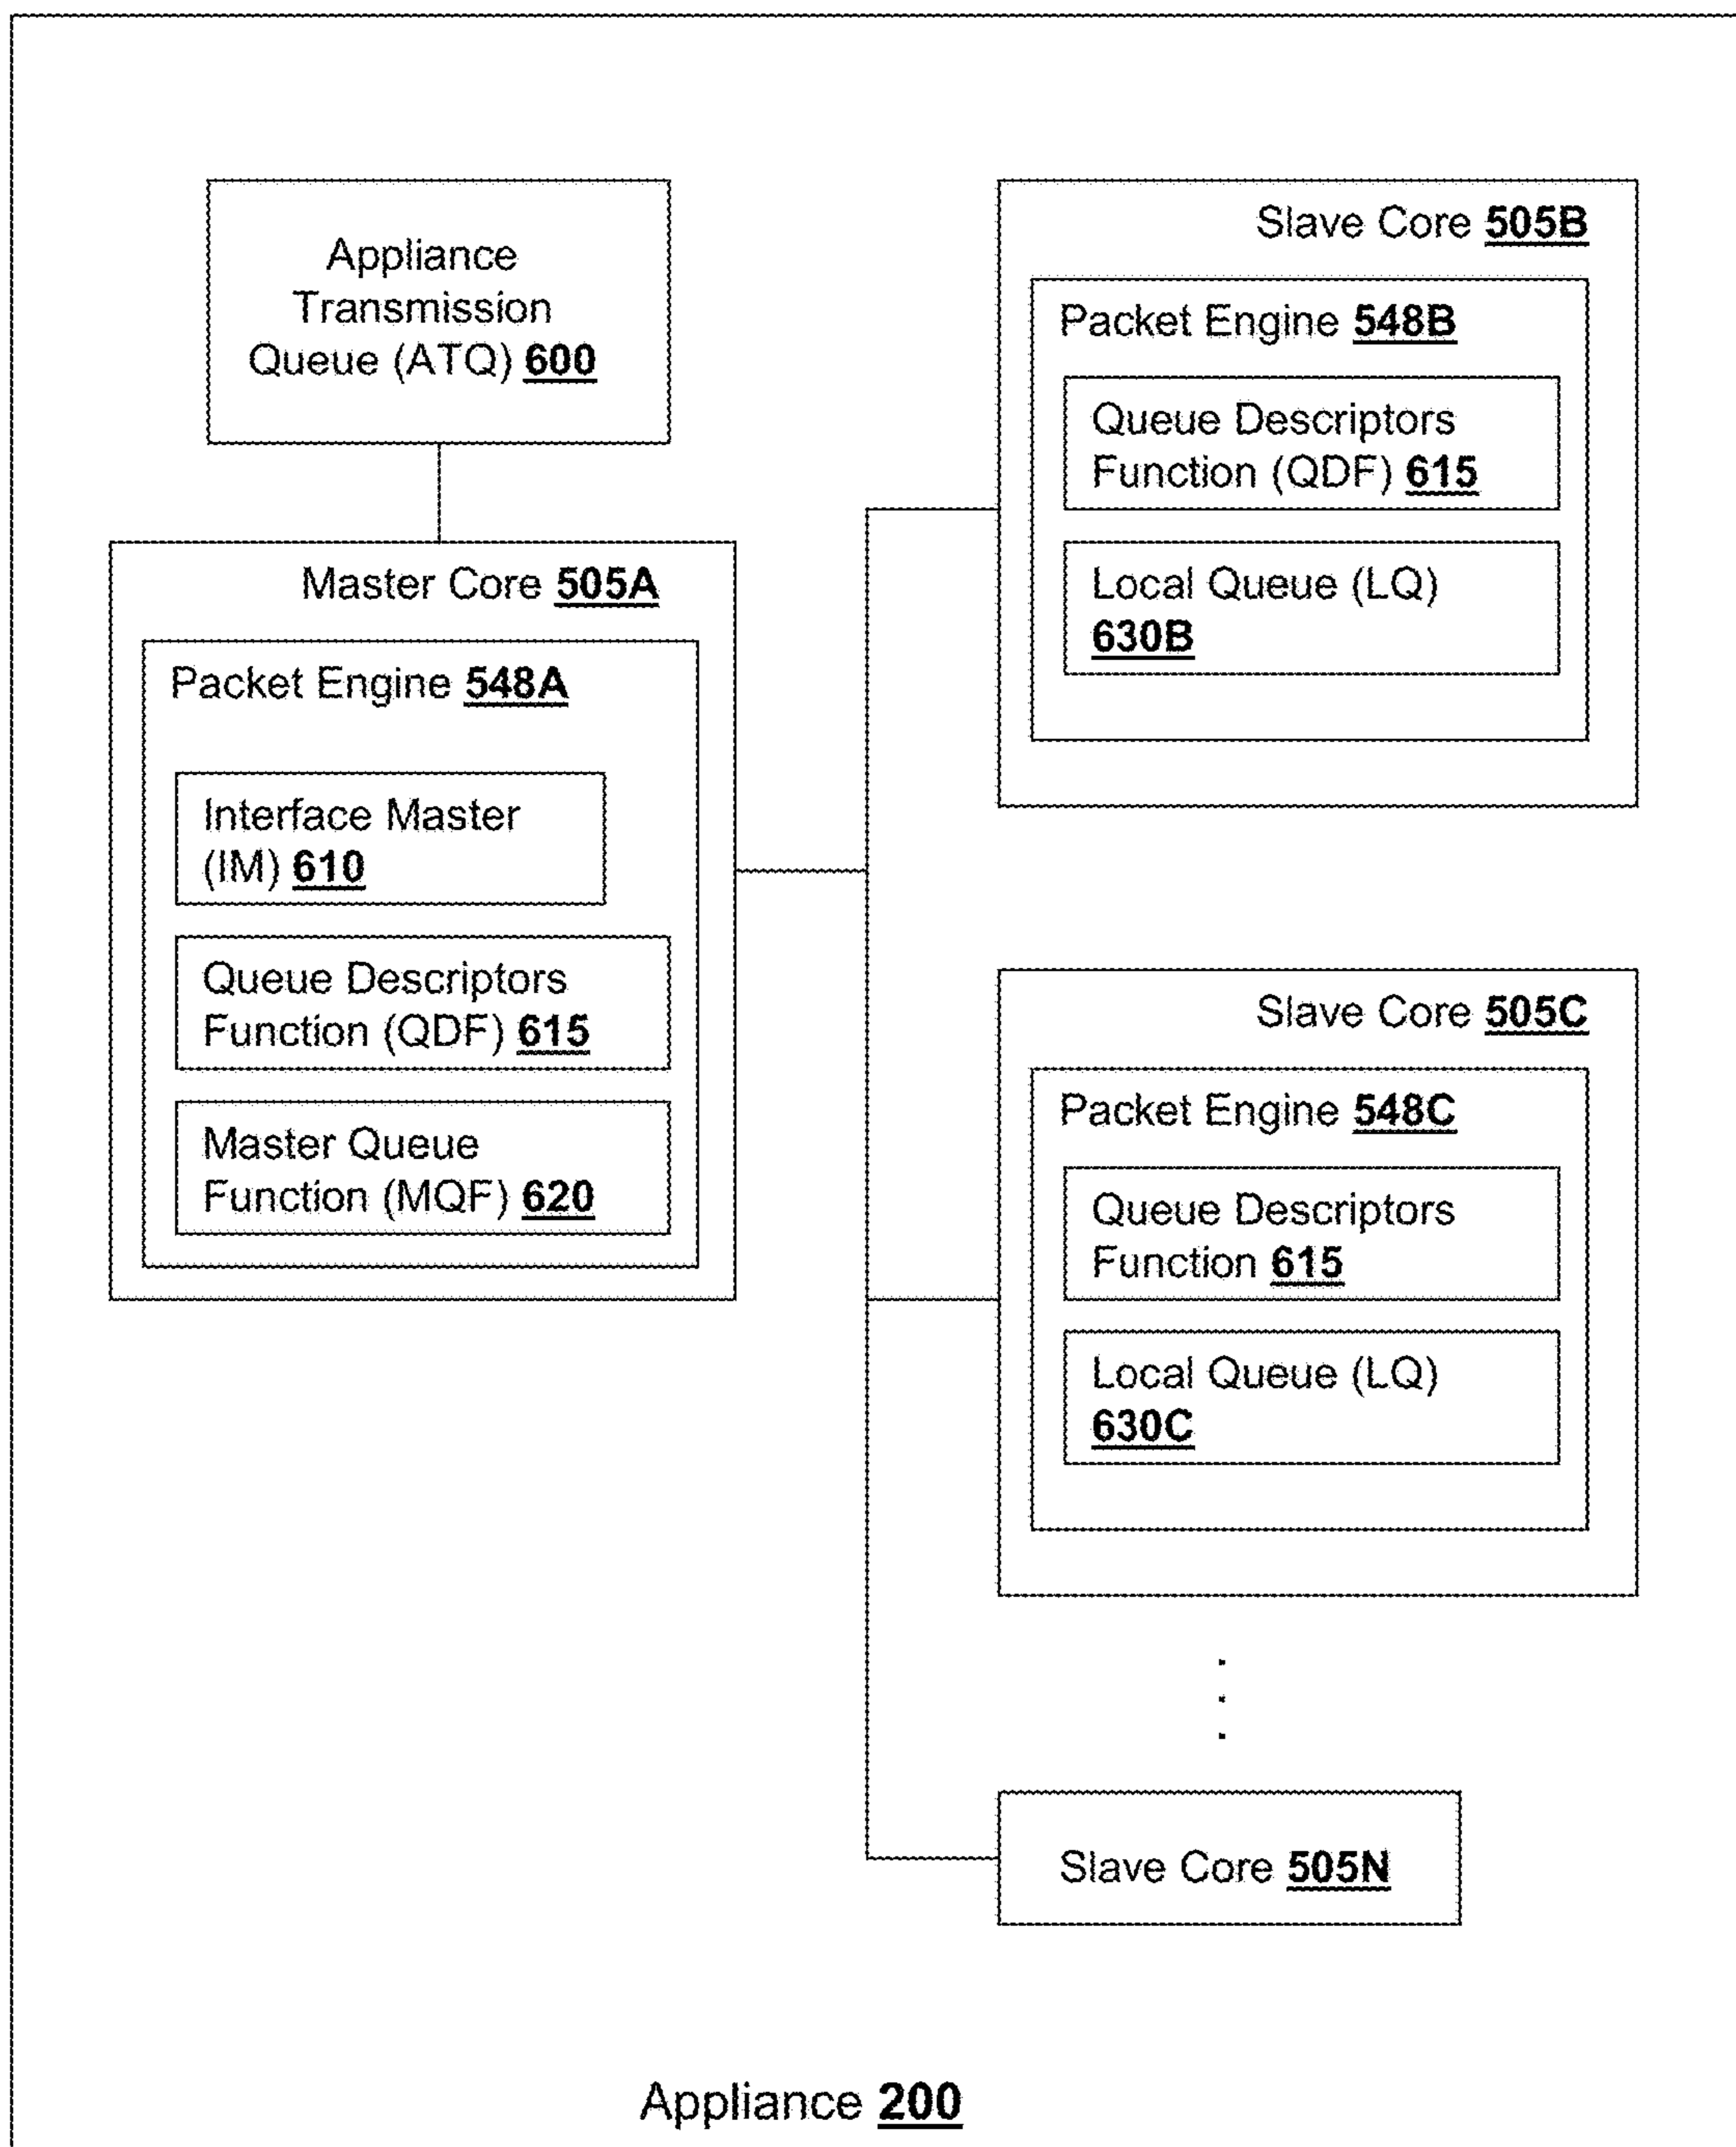 Appliance
Transmission
Queue (ATQ) 600
Master Core 505A
Packet Engine 548A
Interface Master
(IM) 610
Queue Descriptors
Function (QDF) 615
Master Queue
Function (MQF) 620
Slave Core 505B
Packet Engine 548B
Queue Descriptors
Function (QDF) 615
Local Queue (LQ)
630B
Slave Core 505C
Packet Engine 548C
Queue Descriptors
Function 615
Local Queue (LQ)
630C
Slave Core 505N
Appliance 200